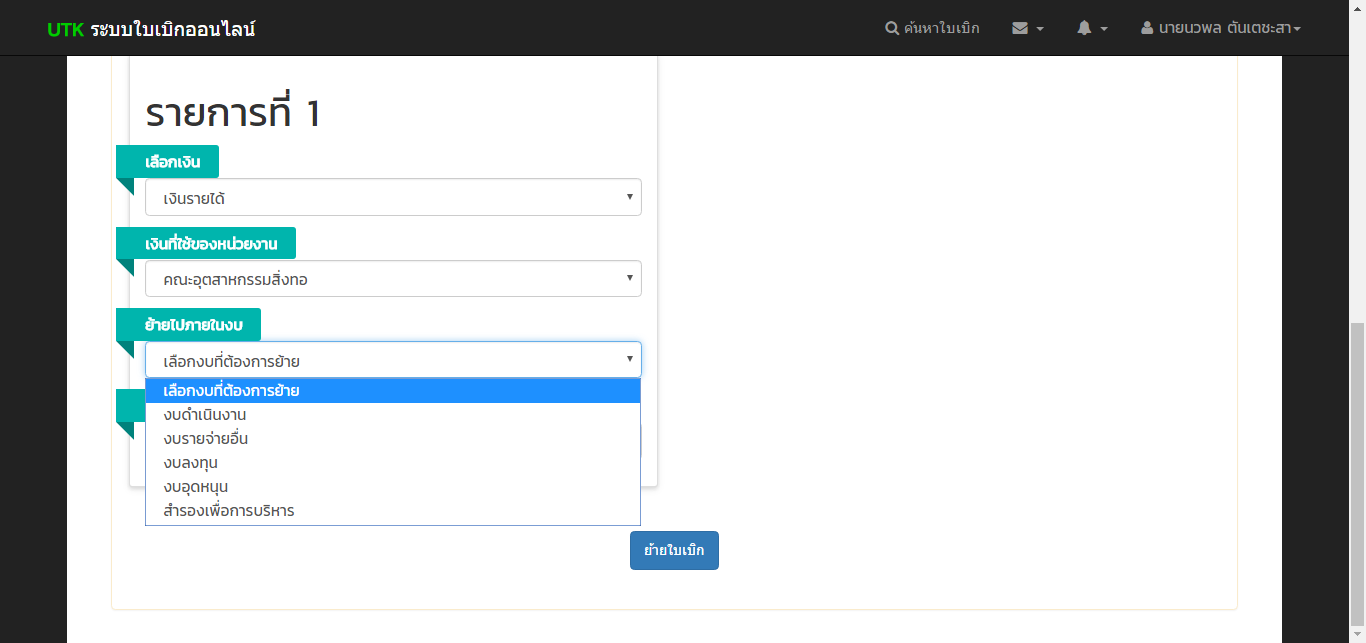 UTK ระบบใบเบิกออนไลน์
ค้นหาใบเบิก
นายนวพล ตันเตชะสา
รายการที่ 1
เลือกเงิน
เงินรายได้
เงินที่ใช้ของหน่วยงาน
คณะอุตสาหกรรมสิ่งทอ
ย้ายไปภายในงบ
เลือกงบที่ต้องการย้าย
เลือกงบที่ต้องการย้าย
งบดำเนินงาน
งบรายจ่ายอื่น
งบลงทุน
งบอุดหนุน
สำรองเพื่อการบริหาร
ย้ายใบเบิก